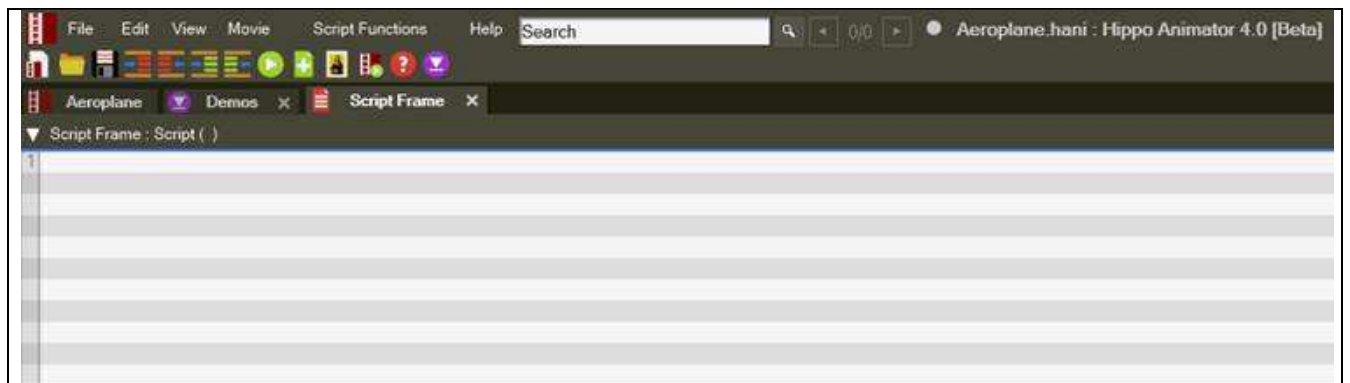 File Edit View Movie Script Functions Help Search 0/0 Aeroplane.hani : Hippo Animator 4.0 [Beta]
Aeroplane Demos × Script Frame ×
Script Frame : Script ( )
1